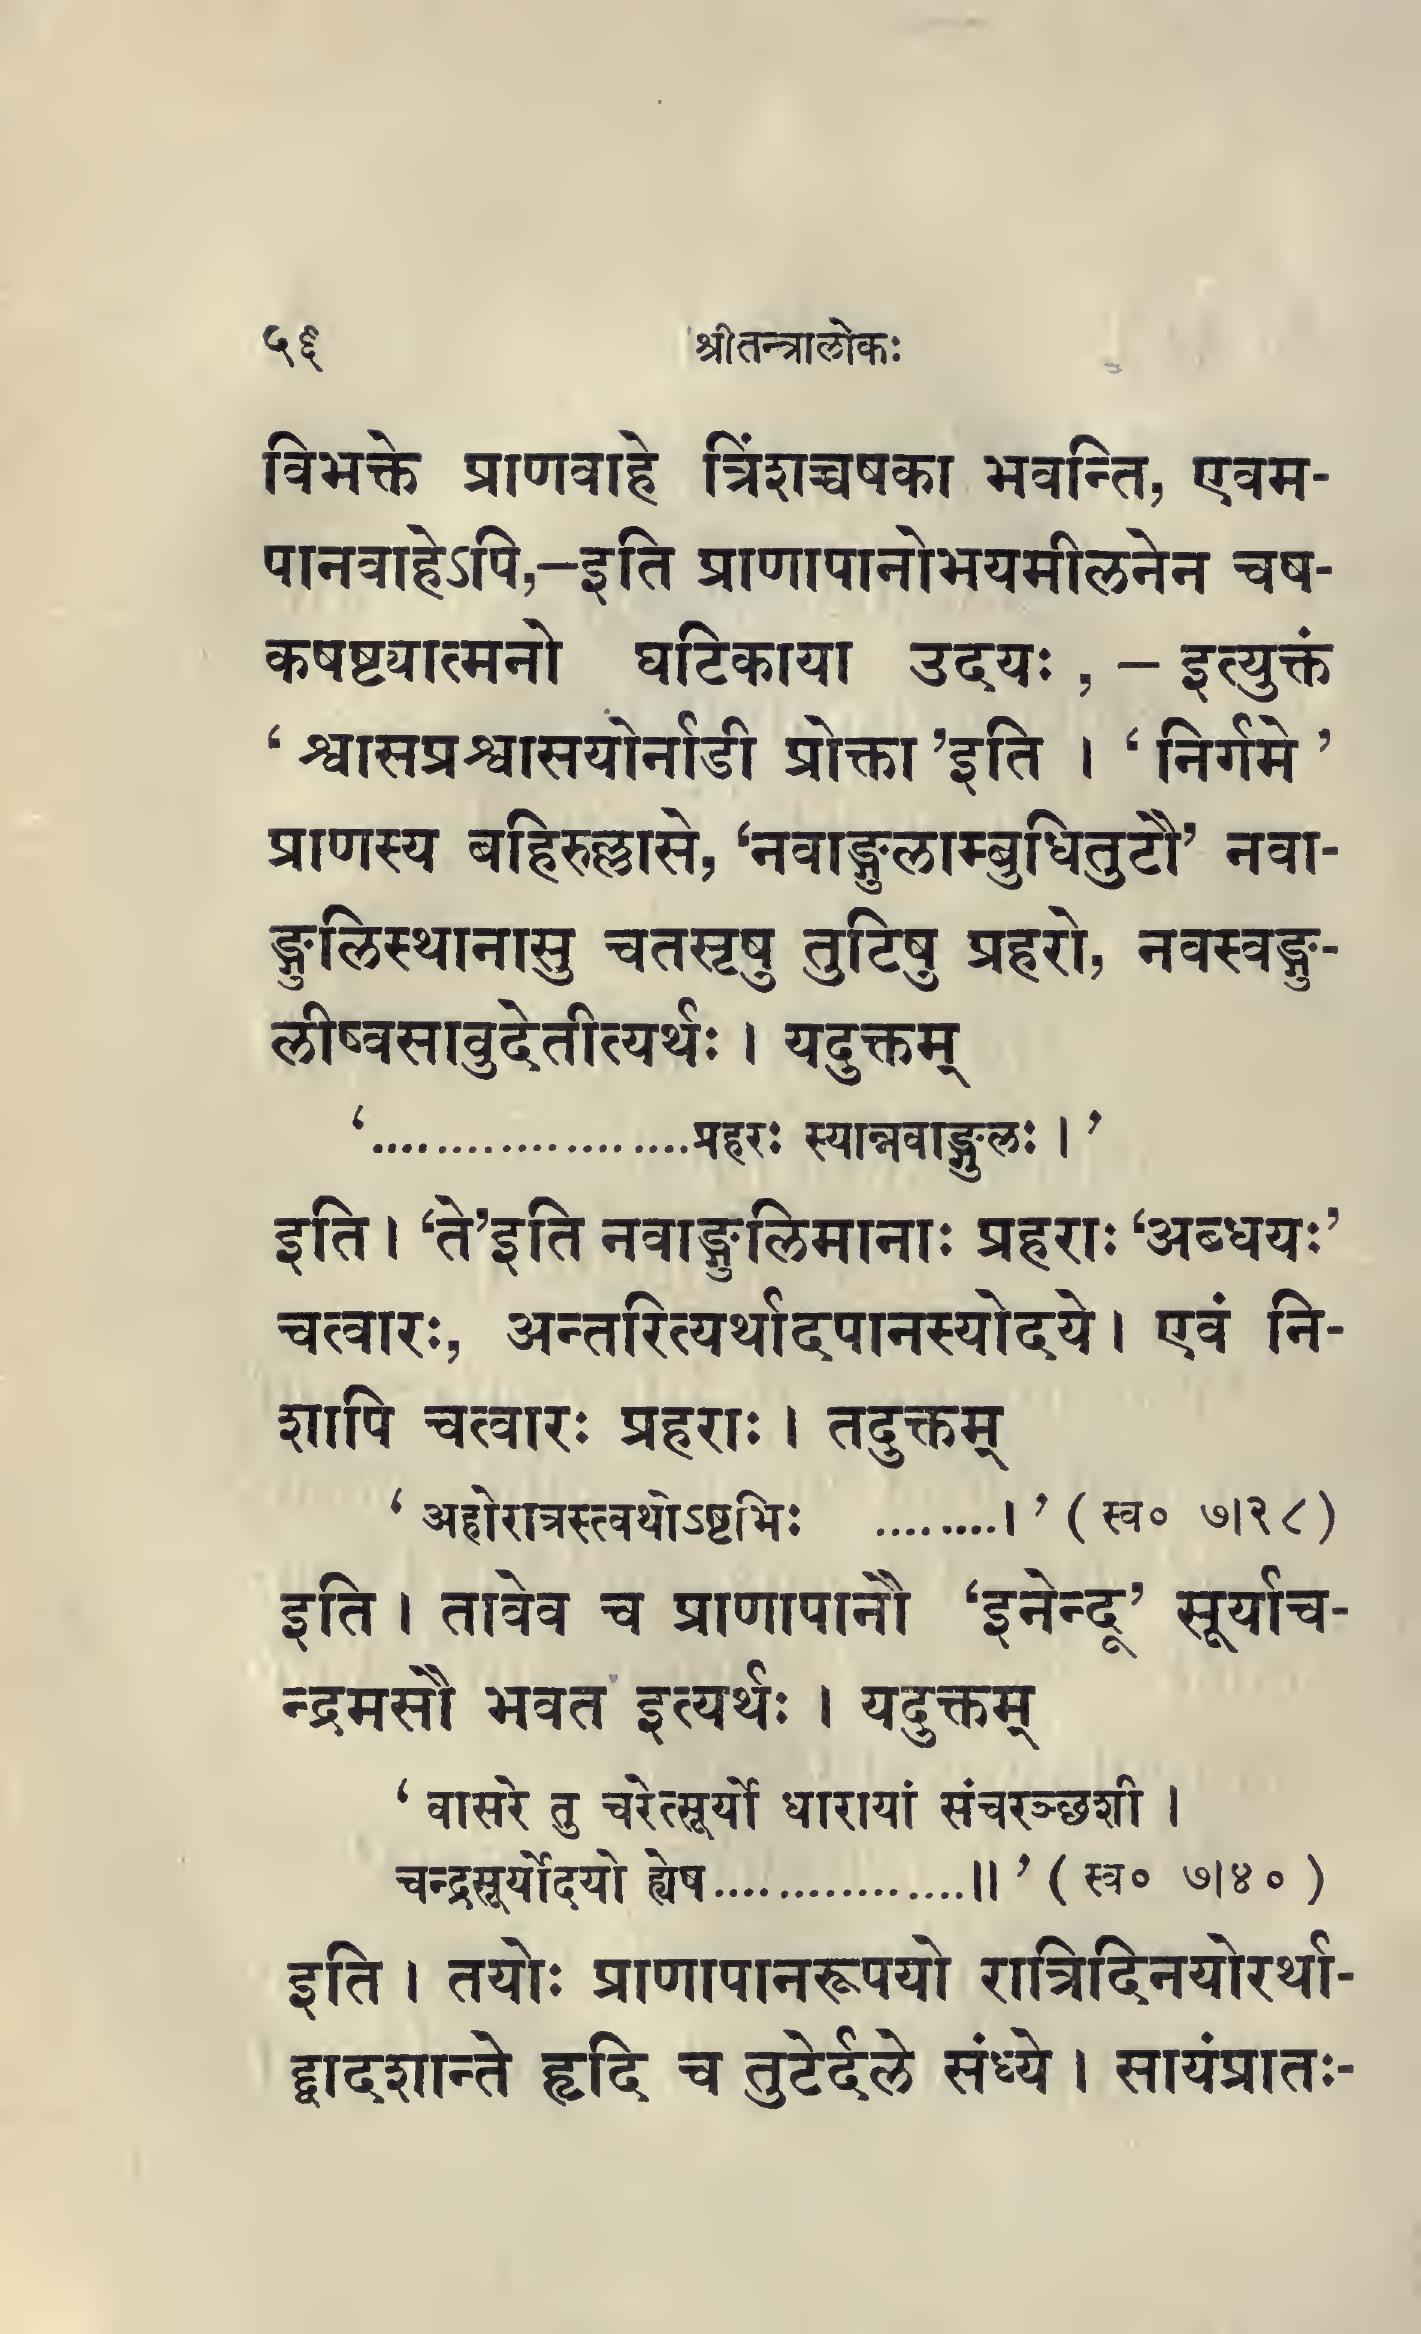 ५६ श्रीतन्त्रालोकः
विभक्ते प्राणवाहे त्रिंशच्चषका भवन्ति, एवम-
पानवाहेऽपि,—इति प्राणापानोभयमीलनेन चष-
कषष्ट्यात्मनो घटिकाया उदयः, — इत्युक्तं
‘ श्वासप्रश्वासयोर्नाडी प्रोक्ता ’इति । ‘ निर्गमे ’
प्राणस्य बहिरुल्लासे, ‘नवाङ्गुलाम्बुधितुटौ’ नवा-
ङ्गुलिस्थानासु चतसृषु तुटिषु प्रहरो, नवस्वङ्गु-
लीष्वसावुदेतीत्यर्थः । यदुक्तम्
‘.....................प्रहरः स्यान्नवाङ्गुलः । ’
इति । ‘ते’इति नवाङ्गुलिमानाः प्रहराः ‘अब्धयः’
चत्वारः, अन्तरित्यर्थादपानस्योदये । एवं नि-
शापि चत्वारः प्रहराः । तदुक्तम्
‘ अहोरात्रस्त्वथोऽष्टभिः .........। ’ ( स्व० ७।२८ )
इति । तावेव च प्राणापानौ ‘इनेन्दू’ सूर्याच-
न्द्रमसौ भवत इत्यर्थः । यदुक्तम्
‘ वासरे तु चरेत्सूर्यो धारायां संचरञ्छशी ।
चन्द्रसूर्योदयो ह्येष.................॥ ’ ( स्व० ७।४० )
इति । तयोः प्राणापानरूपयो रात्रिदिनयोरर्था-
द्वादशान्ते हृदि च तुटेर्दले संध्ये । सायंप्रातः-